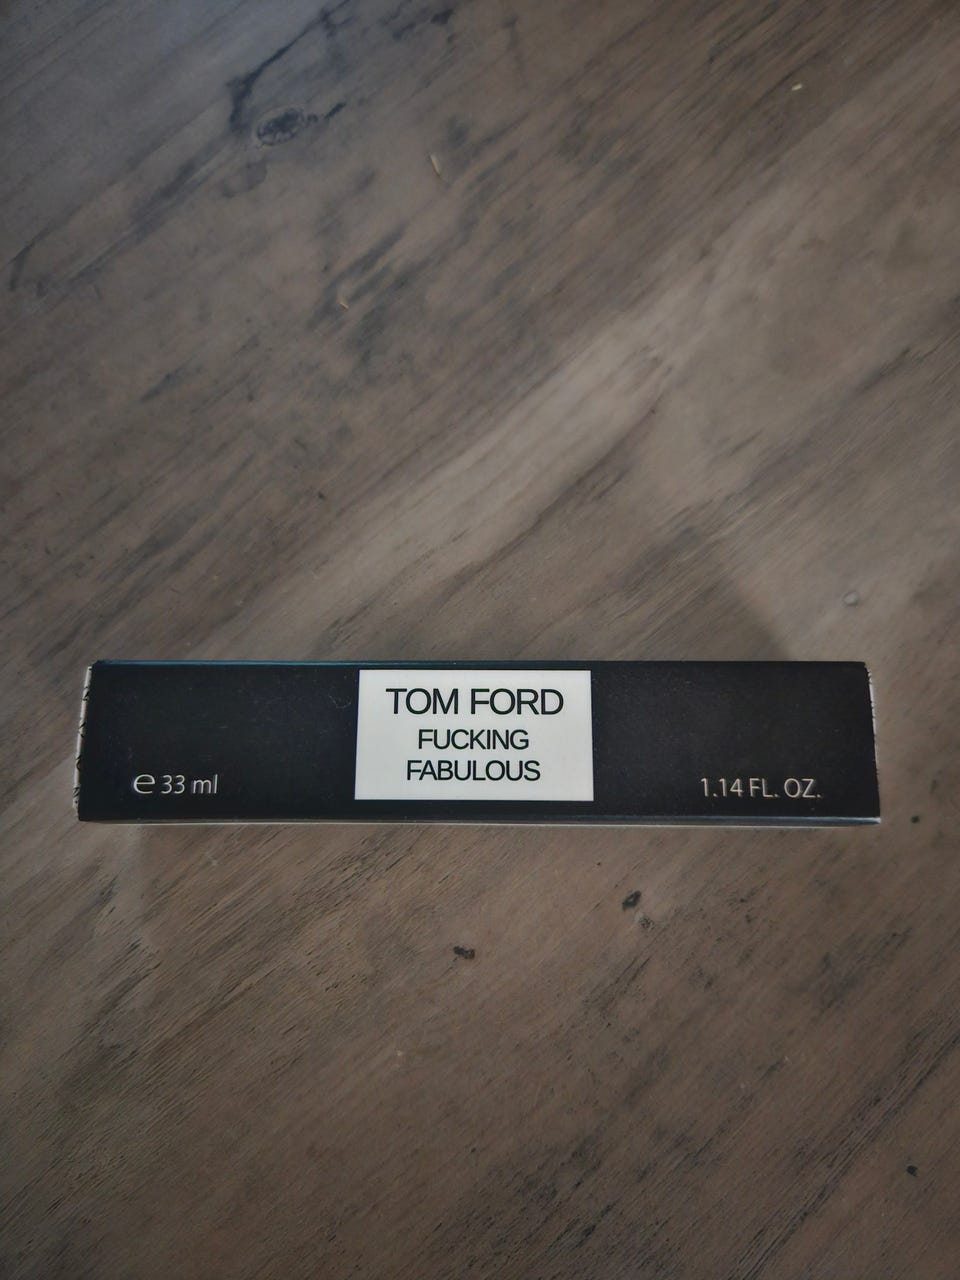 TOM FORD
FUCKING
FABULOUS
℮ 33 ml
1.14 FL. OZ.